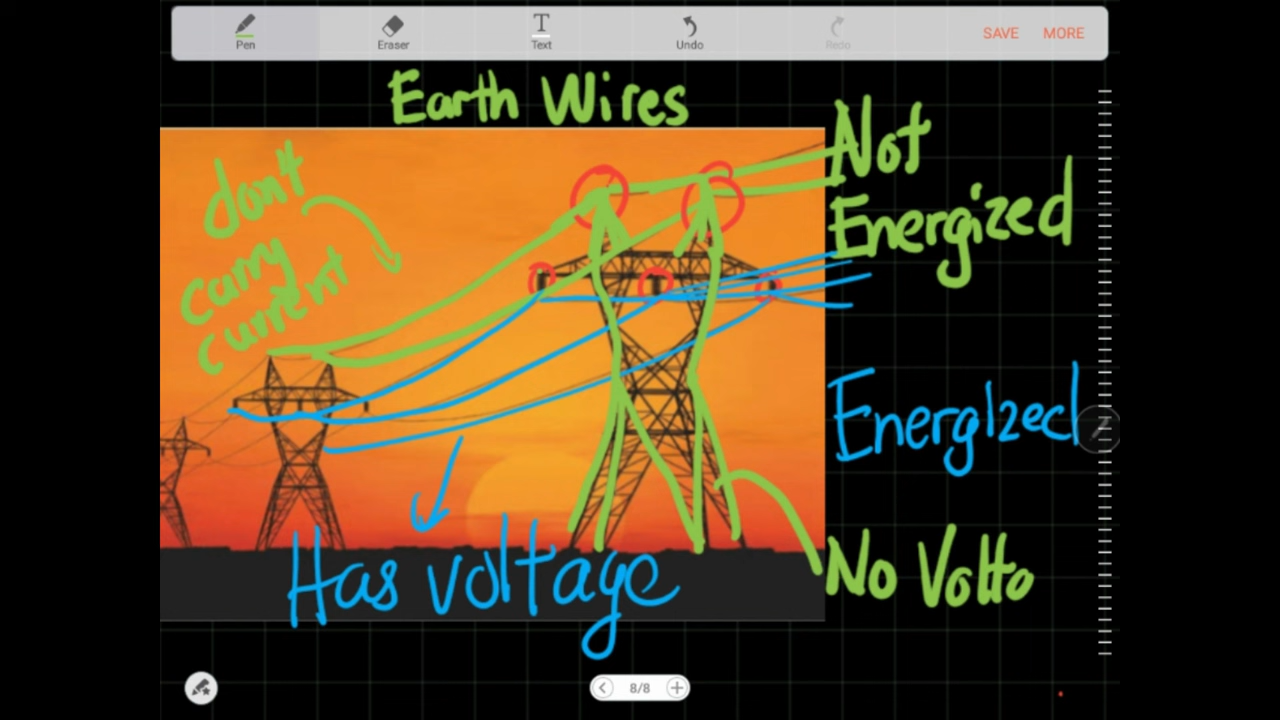 Pen Eraser Text Undo Redo SAVE MORE
Earth Wires
Not
Energized
don't
carry
current
Energized
Has voltage
No Volta
8/8